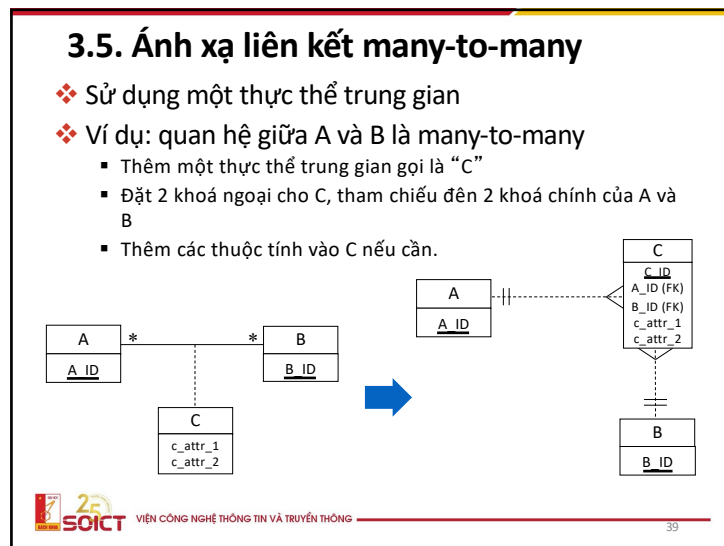 3.5. Ánh xạ liên kết many-to-many
❖ Sử dụng một thực thể trung gian
❖ Ví dụ: quan hệ giữa A và B là many-to-many
▪ Thêm một thực thể trung gian gọi là “C”
▪ Đặt 2 khoá ngoại cho C, tham chiếu đên 2 khoá chính của A và
B
▪ Thêm các thuộc tính vào C nếu cần.
A
A_ID
*
*
B
B_ID
C
c_attr_1
c_attr_2
A
A_ID
C
C_ID
A_ID (FK)
B_ID (FK)
c_attr_1
c_attr_2
B
B_ID
25
SOICT
VIỆN CÔNG NGHỆ THÔNG TIN VÀ TRUYỀN THÔNG
39